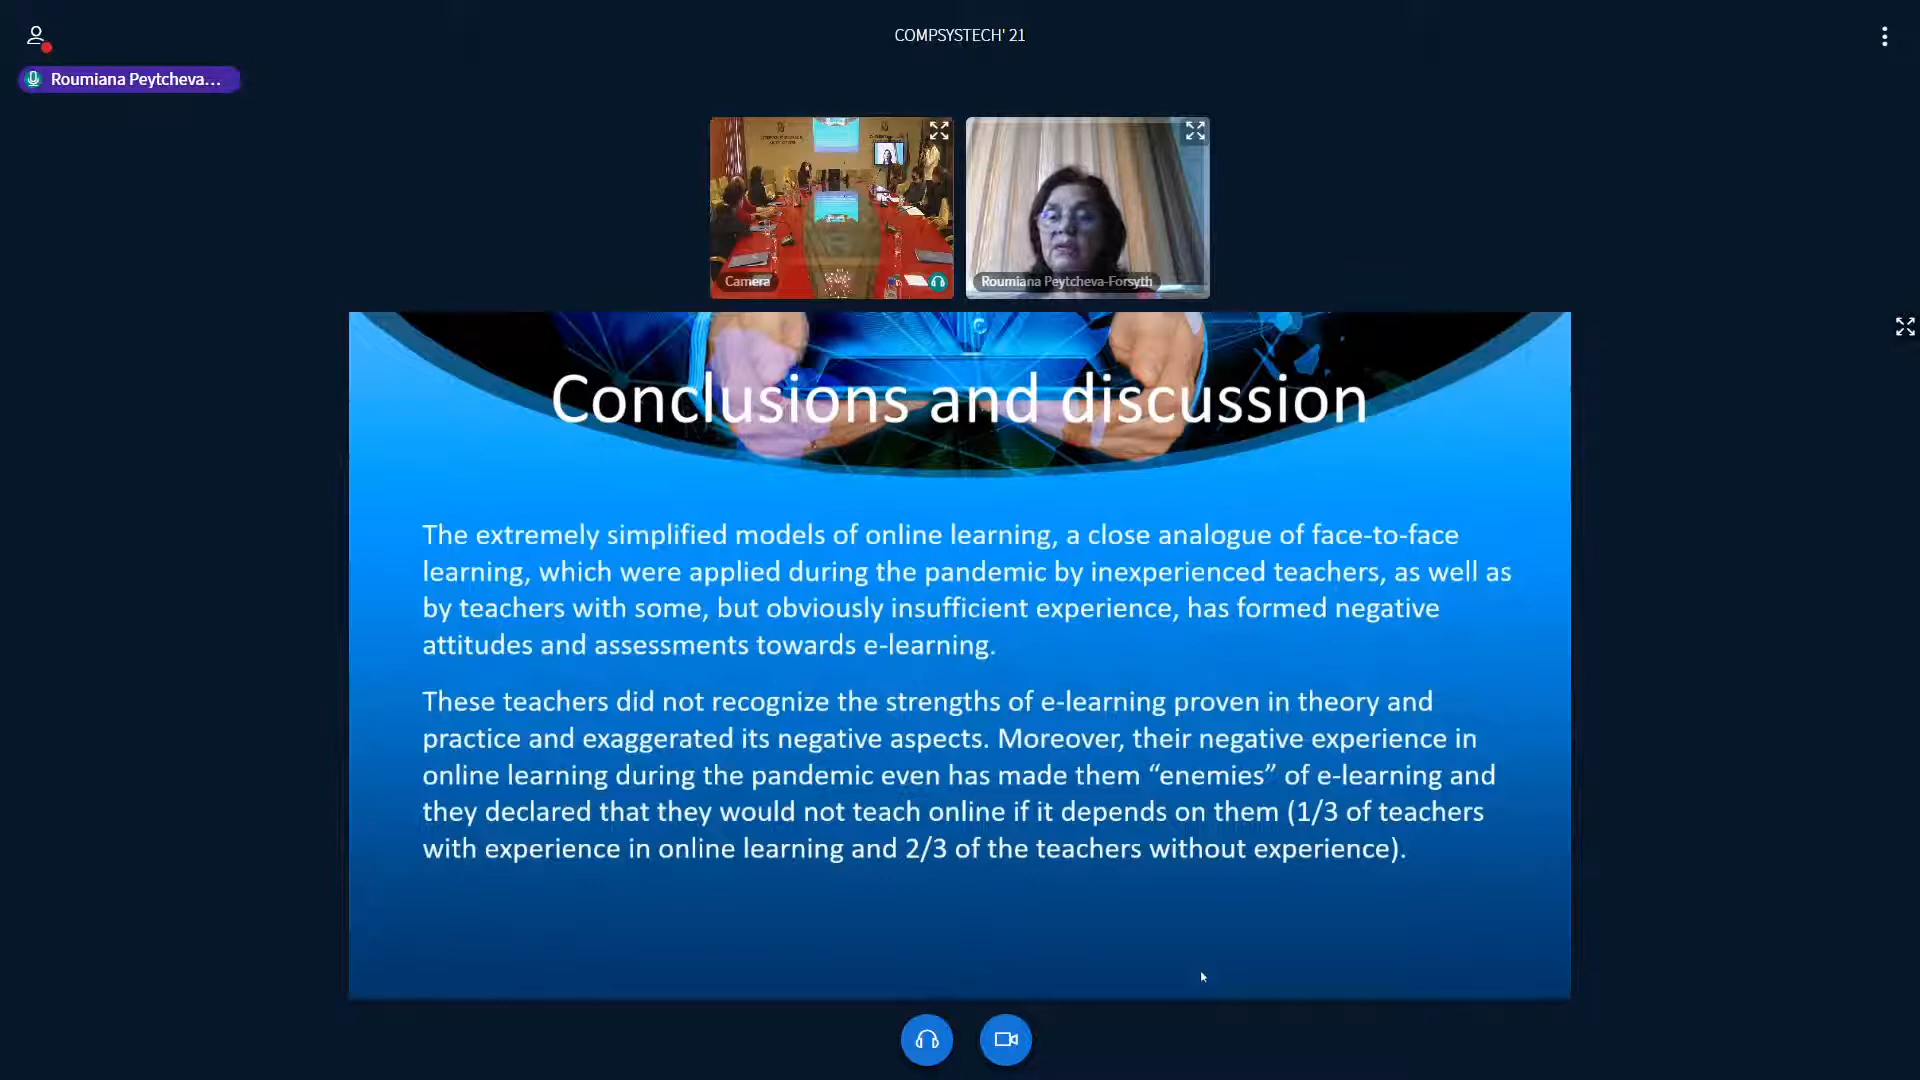 COMPSYSTECH' 21
Roumiana Peytcheva...
Camera
Roumiana Peytcheva-Forsyth
Conclusions and discussion
The extremely simplified models of online learning, a close analogue of face-to-face
learning, which were applied during the pandemic by inexperienced teachers, as well as
by teachers with some, but obviously insufficient experience, has formed negative
attitudes and assessments towards e-learning.
These teachers did not recognize the strengths of e-learning proven in theory and
practice and exaggerated its negative aspects. Moreover, their negative experience in
online learning during the pandemic even has made them “enemies” of e-learning and
they declared that they would not teach online if it depends on them (1/3 of teachers
with experience in online learning and 2/3 of the teachers without experience).